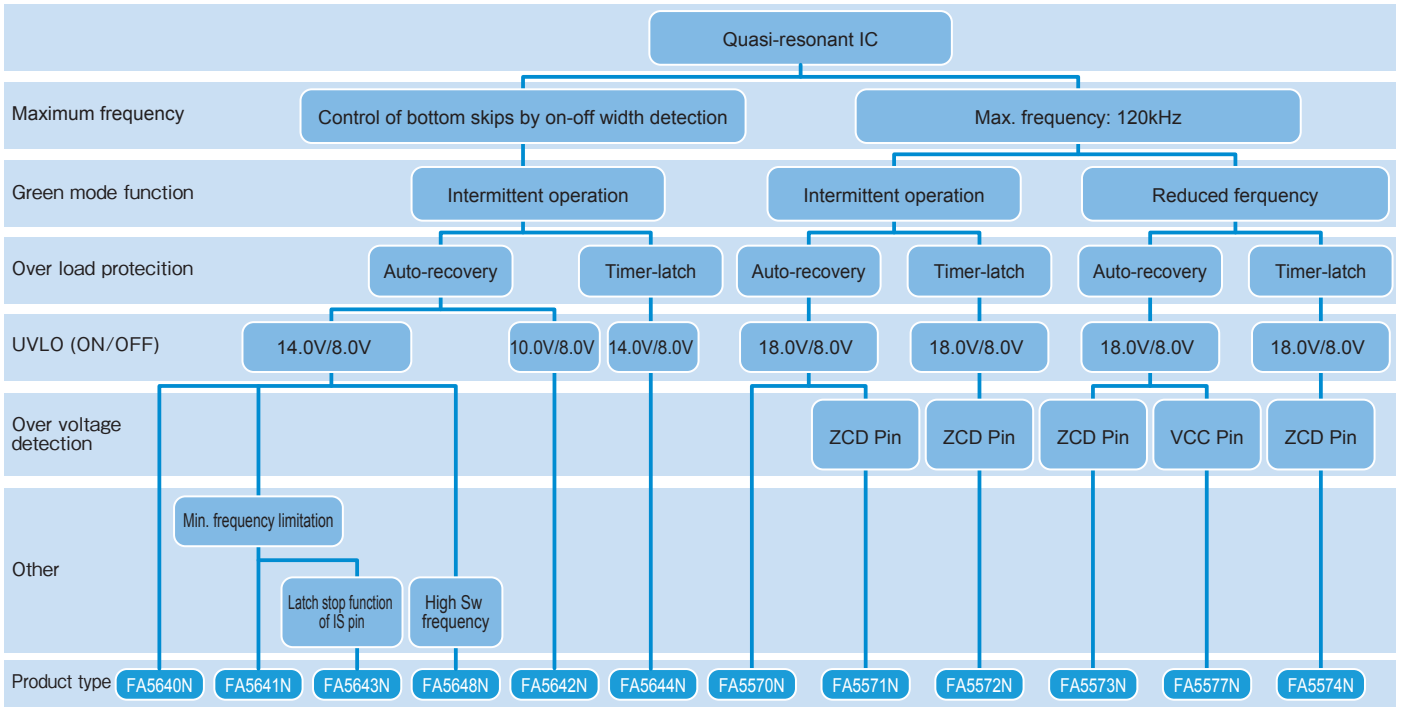 Quasi-resonant IC
Maximum frequency
Control of bottom skips by on-off width detection
Max. frequency: 120kHz
Green mode function
Intermittent operation
Intermittent operation
Reduced ferquency
Over load protecition
Auto-recovery
Timer-latch
Auto-recovery
Timer-latch
Auto-recovery
Timer-latch
UVLO (ON/OFF)
14.0V/8.0V
10.0V/8.0V
14.0V/8.0V
18.0V/8.0V
18.0V/8.0V
18.0V/8.0V
18.0V/8.0V
Over voltage
detection
ZCD Pin
ZCD Pin
ZCD Pin
VCC Pin
ZCD Pin
Other
Min. frequency limitation
Latch stop function
of IS pin
High Sw
frequency
Product type
FA5640N
FA5641N
FA5643N
FA5648N
FA5642N
FA5644N
FA5570N
FA5571N
FA5572N
FA5573N
FA5577N
FA5574N